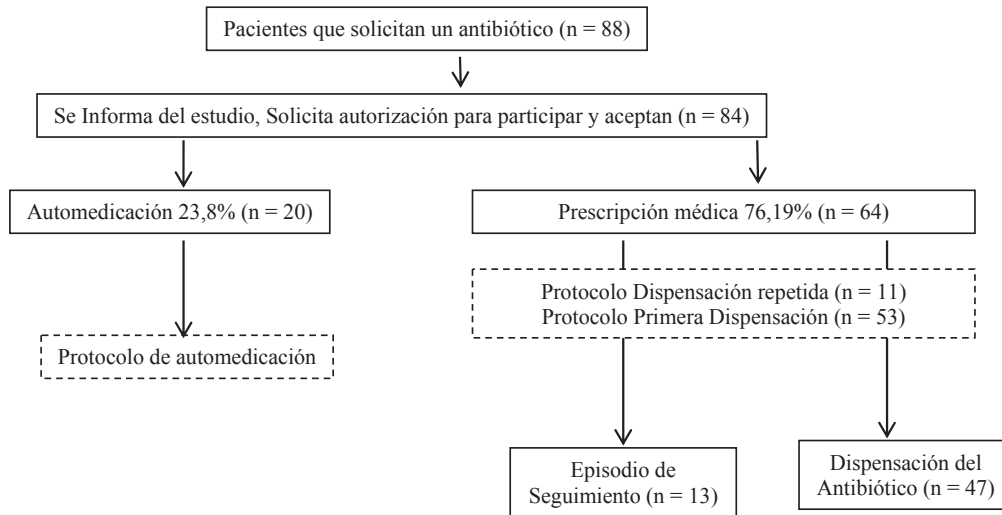 Pacientes que solicitan un antibiótico (n = 88)
Se Informa del estudio, Solicita autorización para participar y aceptan (n = 84)
Automedicación 23,8% (n = 20)
Prescripción médica 76,19% (n = 64)
Protocolo Dispensación repetida (n = 11)
Protocolo Primera Dispensación (n = 53)
Protocolo de automedicación
Episodio de
Seguimiento (n = 13)
Dispensación del
Antibiótico (n = 47)